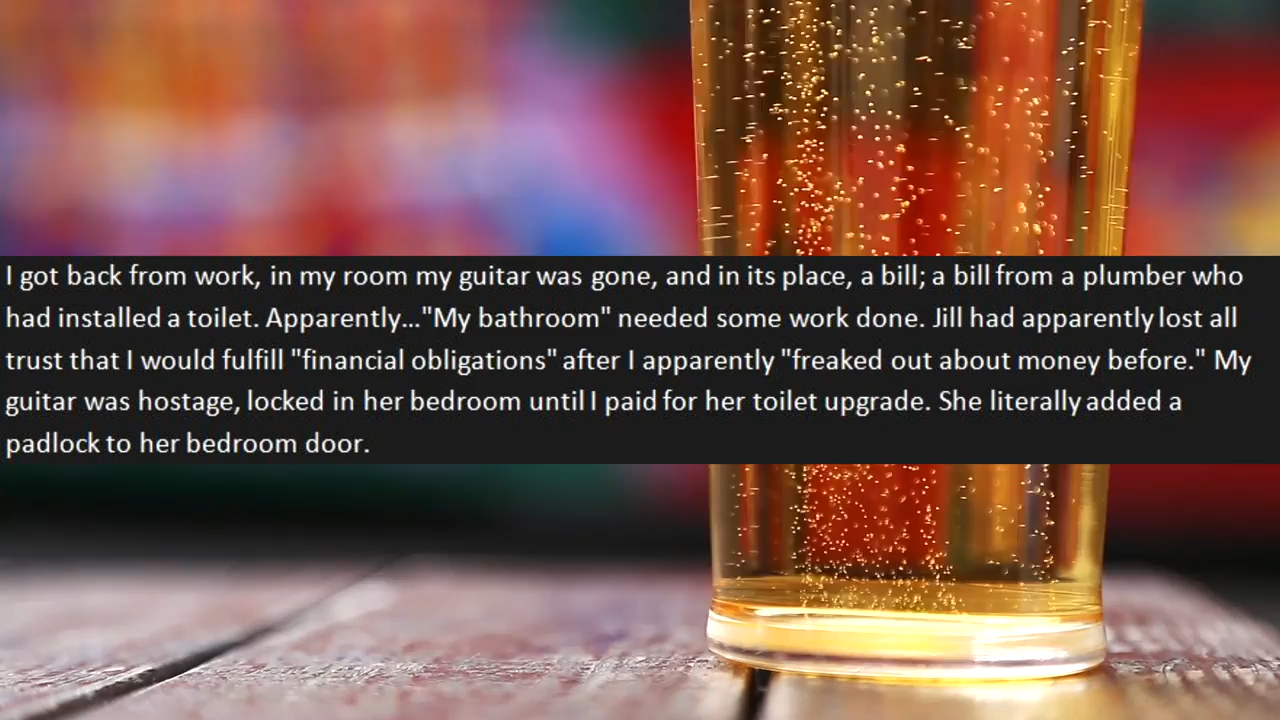 I got back from work, in my room my guitar was gone, and in its place, a bill; a bill from a plumber who
had installed a toilet. Apparently..."My bathroom" needed some work done. Jill had apparently lost all
trust that I would fulfill "financial obligations" after I apparently "freaked out about money before." My
guitar was hostage, locked in her bedroom until I paid for her toilet upgrade. She literally added a
padlock to her bedroom door.